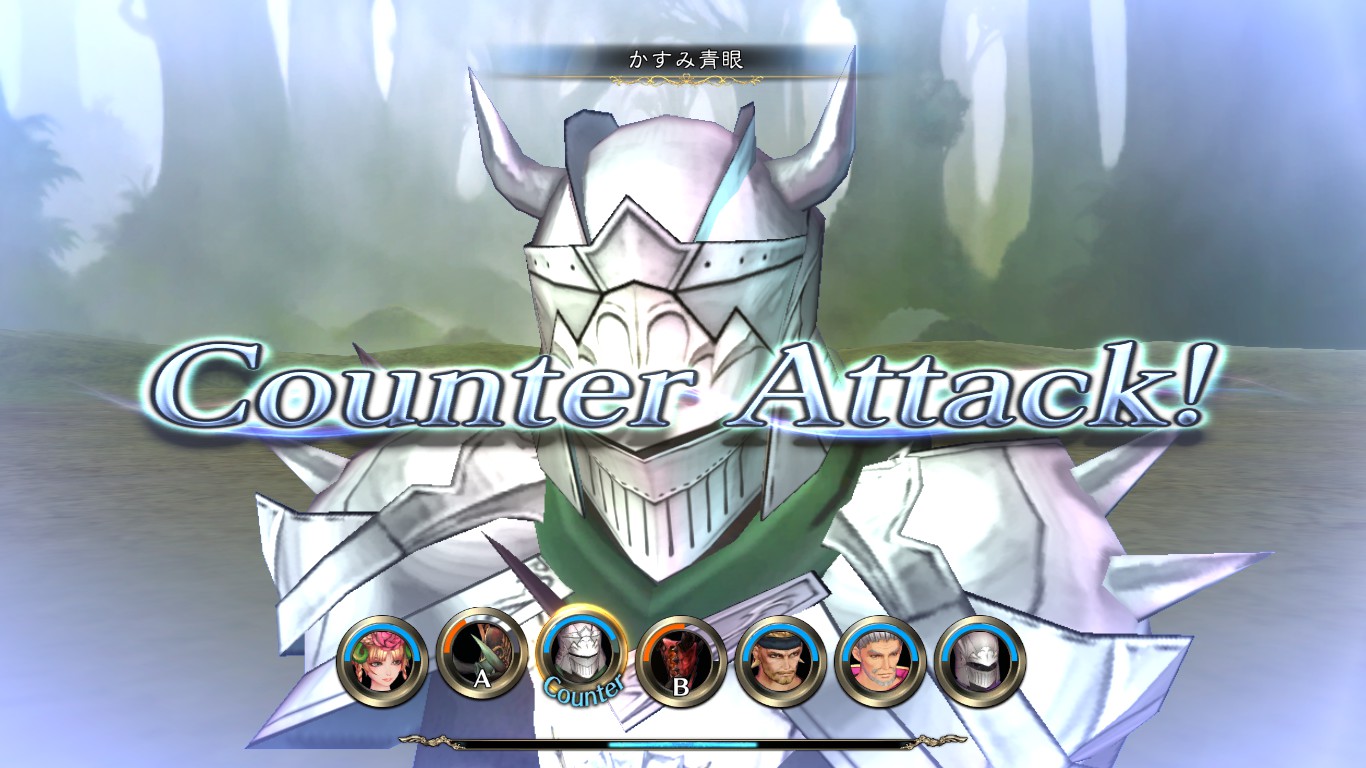 かすみ青眼
Counter Attack!
A
Counter
B